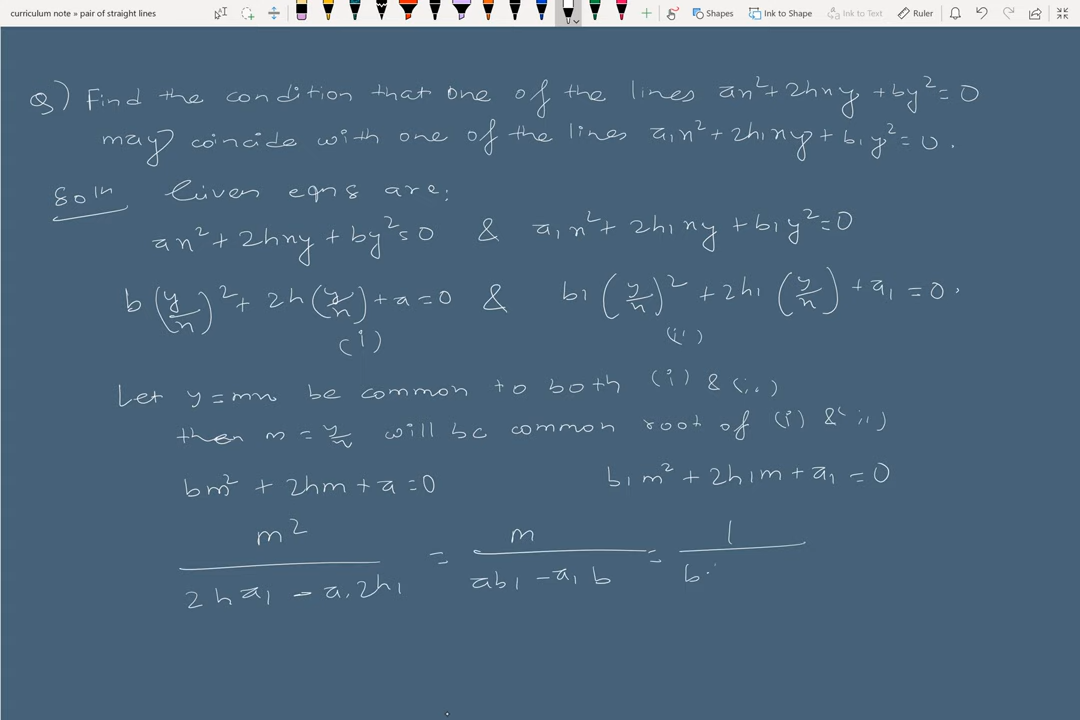 curriculum note » pair of straight lines
Shapes Ink to Shape Ink to Text Ruler
Q) Find the condition that one of the lines ax²+2hxy+by²=0
may coincide with one of the lines a₁x²+2h₁xy+b₁y²=0.
Solⁿ Given eqns are;
ax²+2hxy+by²=0 & a₁x²+2h₁xy+b₁y²=0
b(y/x)²+2h(y/x)+a=0 & b₁(y/x)²+2h₁(y/x)+a₁=0.
(i) (ii)
Let y=mx be common to both (i) & (ii)
then m=y/x will be common root of (i) & (ii)
bm²+2hm+a=0 b₁m²+2h₁m+a₁=0
m²/(2ha₁-a.2h₁) = m/(ab₁-a₁b) = 1/(b.